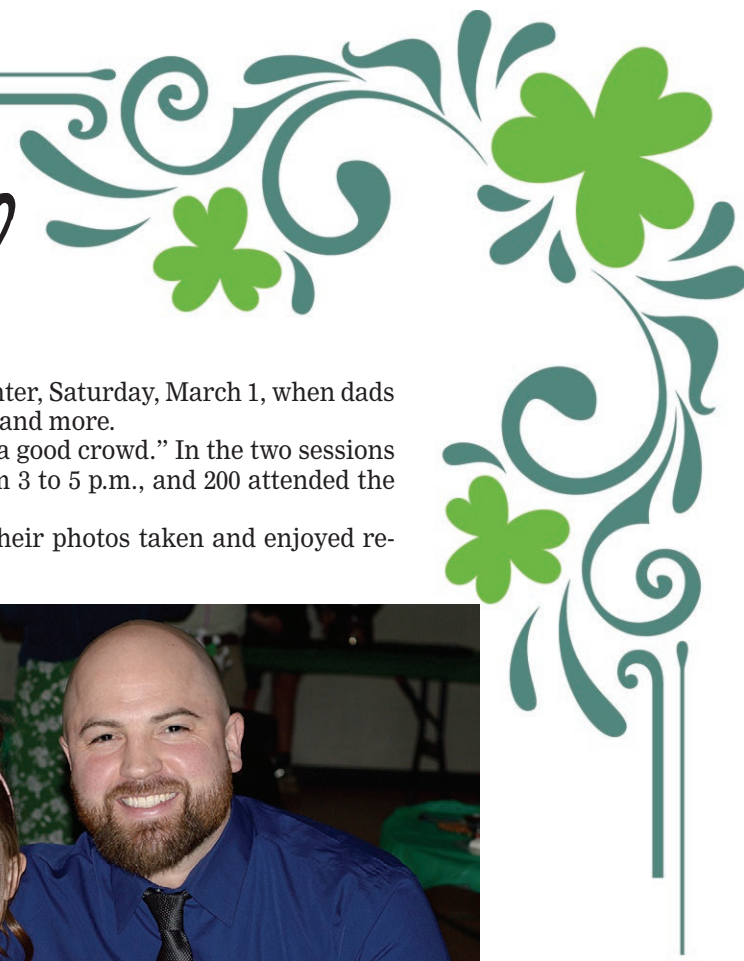 nter, Saturday, March 1, when dads
and more.
a good crowd.” In the two sessions
n 3 to 5 p.m., and 200 attended the
heir photos taken and enjoyed re-